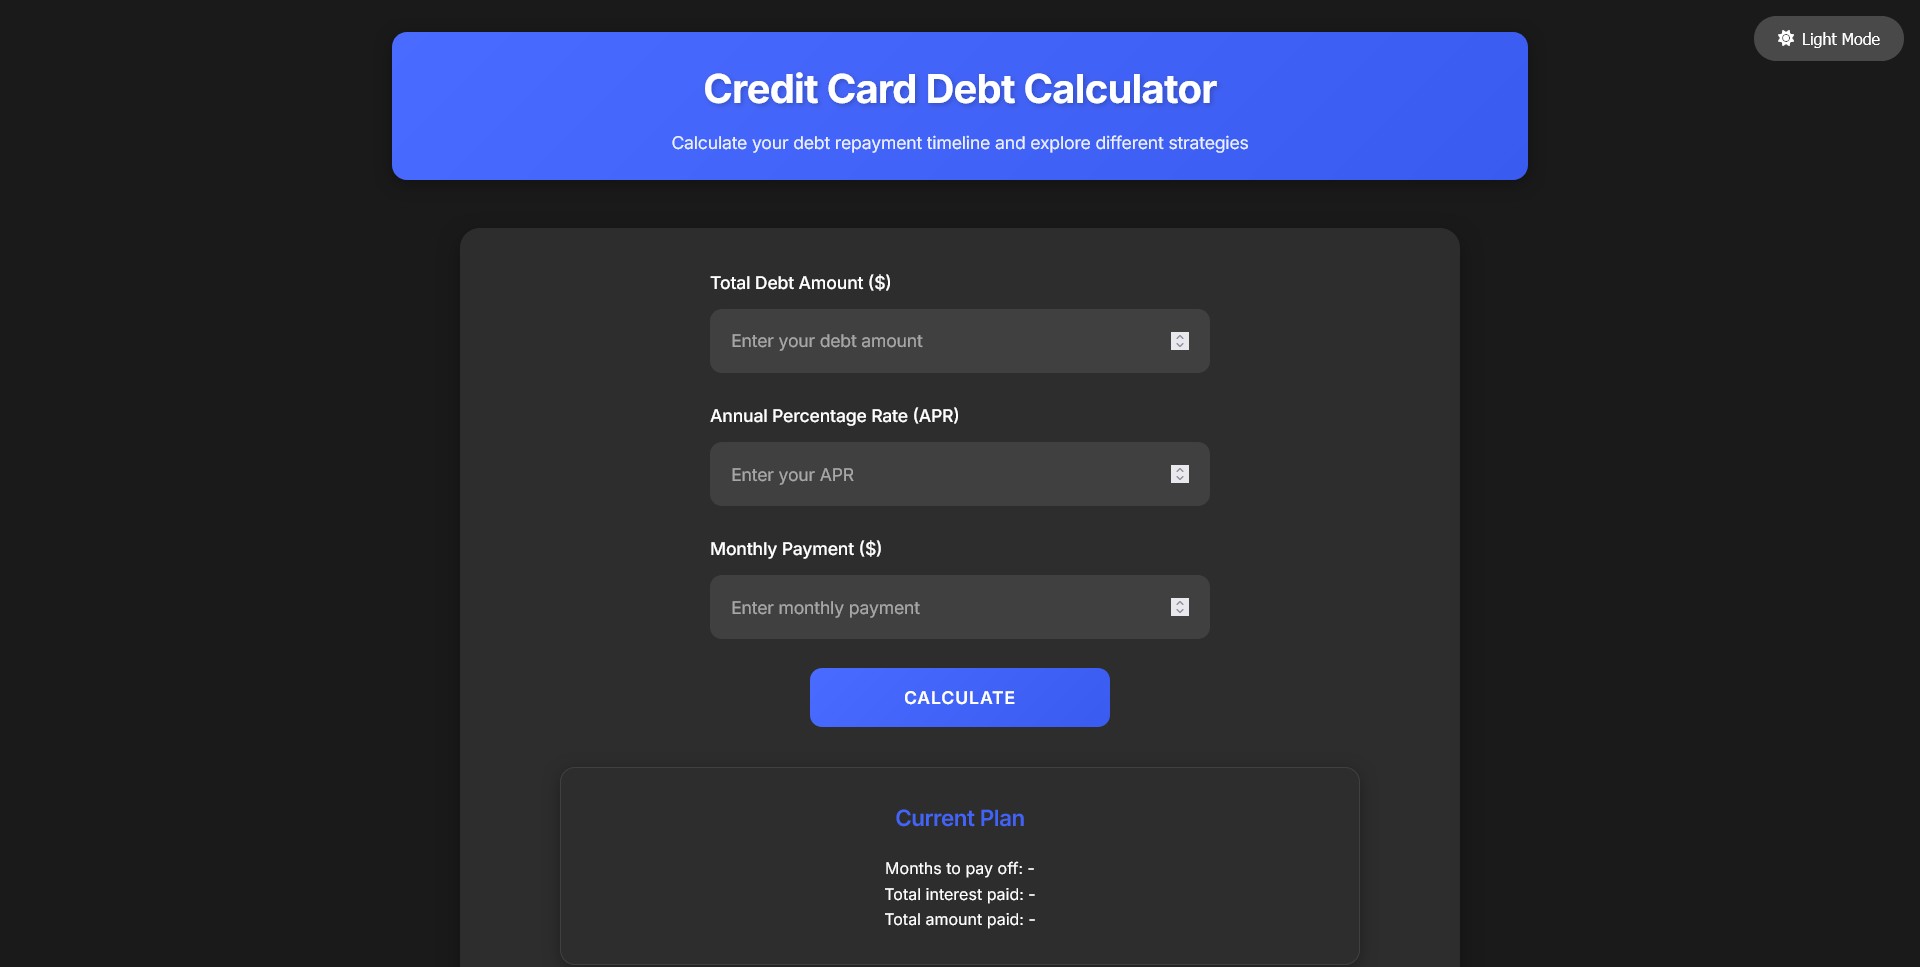 Light Mode
Credit Card Debt Calculator
Calculate your debt repayment timeline and explore different strategies
Total Debt Amount ($)
Enter your debt amount
Annual Percentage Rate (APR)
Enter your APR
Monthly Payment ($)
Enter monthly payment
CALCULATE
Current Plan
Months to pay off: -
Total interest paid: -
Total amount paid: -